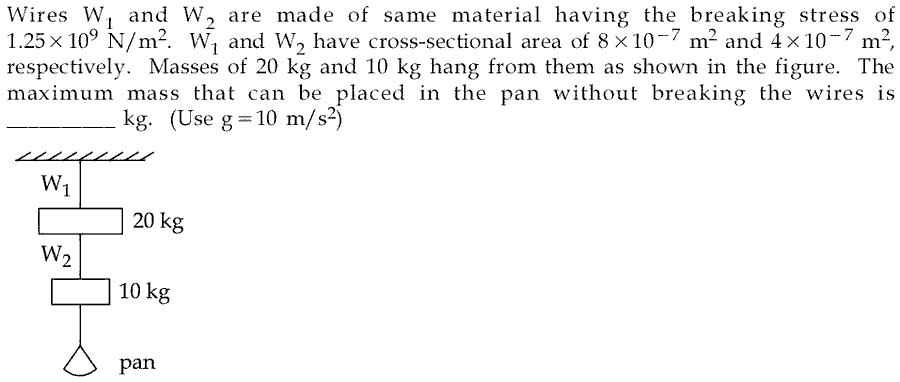 Wires W₁ and W₂ are made of same material having the breaking stress of
1.25×10⁹ N/m². W₁ and W₂ have cross-sectional area of 8×10⁻⁷ m² and 4×10⁻⁷ m²,
respectively. Masses of 20 kg and 10 kg hang from them as shown in the figure. The
maximum mass that can be placed in the pan without breaking the wires is
__________ kg. (Use g=10 m/s²)
W₁
20 kg
W₂
10 kg
pan